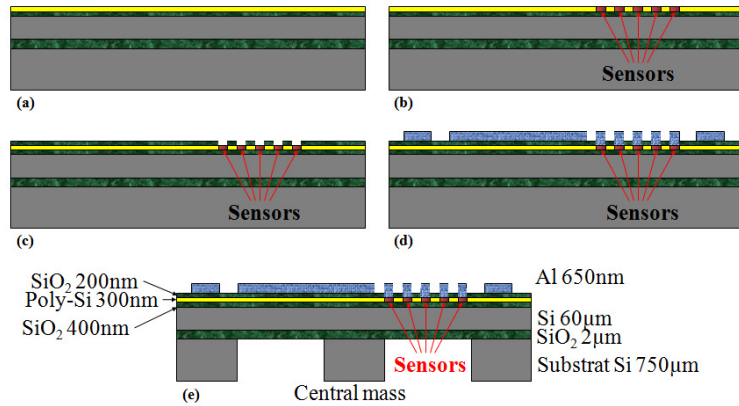 (a)
Sensors
(b)
Sensors
(c)
Sensors
(d)
SiO2 200nm
Poly-Si 300nm
SiO2 400nm
Al 650nm
Si 60µm
SiO2 2µm
Substrat Si 750µm
Sensors
(e)
Central mass